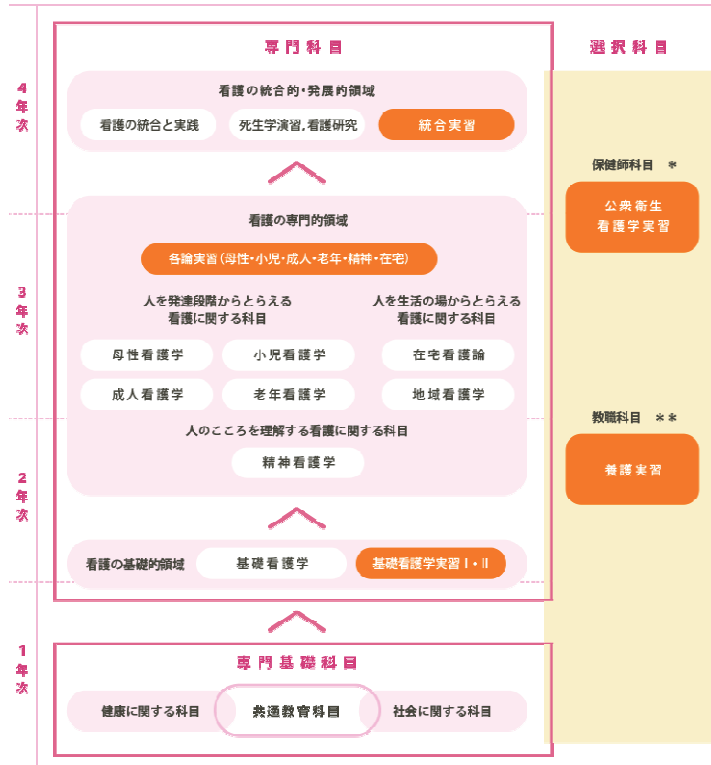 専門科目
選択科目
4年次
看護の統合的・発展的領域
看護の統合と実践
死生学演習,看護研究
統合実習
保健師科目 *
公衆衛生
看護学実習
3年次
看護の専門的領域
各論実習(母性・小児・成人・老年・精神・在宅)
人を発達段階からとらえる
看護に関する科目
人を生活の場からとらえる
看護に関する科目
母性看護学
小児看護学
在宅看護論
成人看護学
老年看護学
地域看護学
教職科目 **
養護実習
2年次
人のこころを理解する看護に関する科目
精神看護学
看護の基礎的領域
基礎看護学
基礎看護学実習Ⅰ・Ⅱ
1年次
専門基礎科目
健康に関する科目
共通教育科目
社会に関する科目